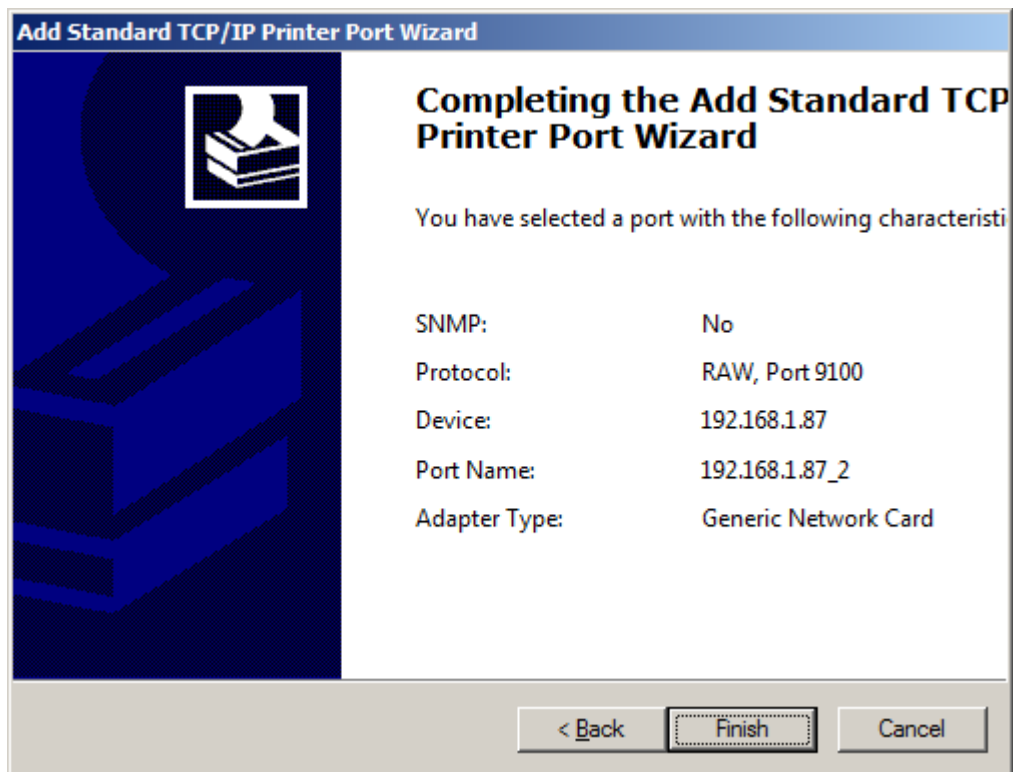 Add Standard TCP/IP Printer Port Wizard
Completing the Add Standard TCP
Printer Port Wizard
You have selected a port with the following characteristi
SNMP: No
Protocol: RAW, Port 9100
Device: 192.168.1.87
Port Name: 192.168.1.87_2
Adapter Type: Generic Network Card
< Back Finish Cancel